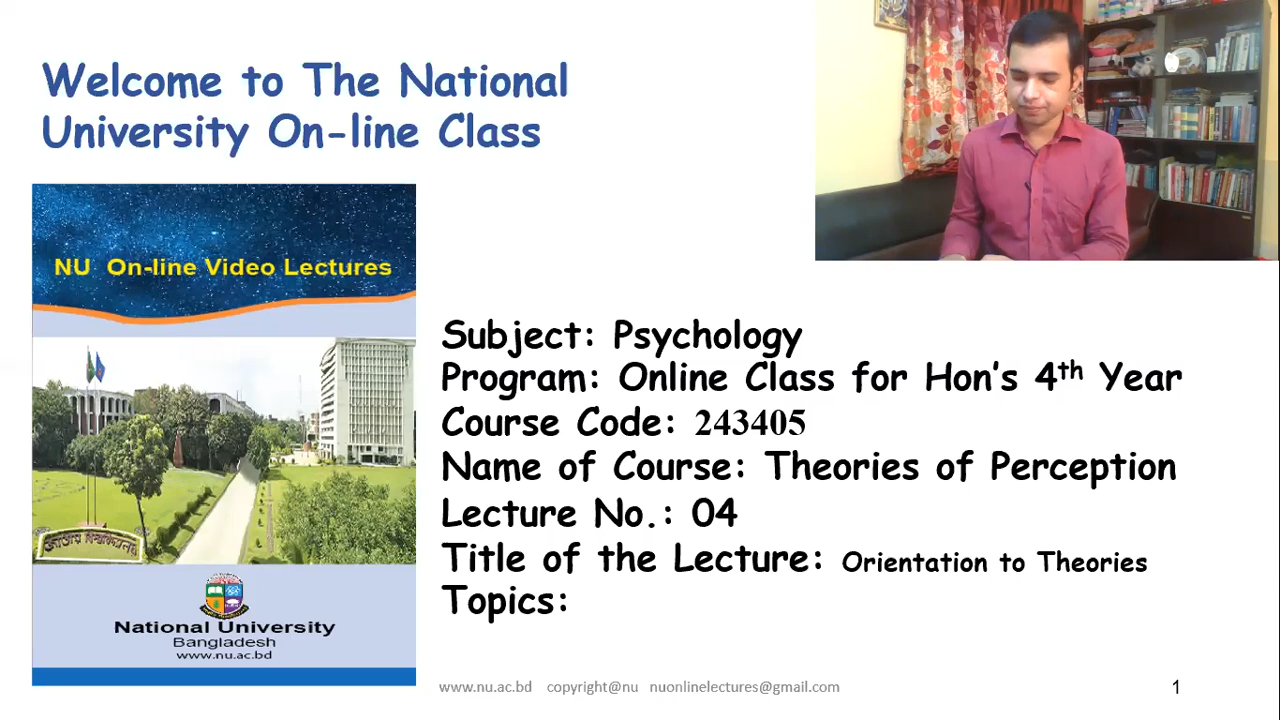 Welcome to The National
University On-line Class
NU On-line Video Lectures
জাতীয় বিশ্ববিদ্যালয়
National University
Bangladesh
www.nu.ac.bd
Subject: Psychology
Program: Online Class for Hon's 4th Year
Course Code: 243405
Name of Course: Theories of Perception
Lecture No.: 04
Title of the Lecture: Orientation to Theories
Topics:
www.nu.ac.bd copyright@nu nuonlinelectures@gmail.com
1